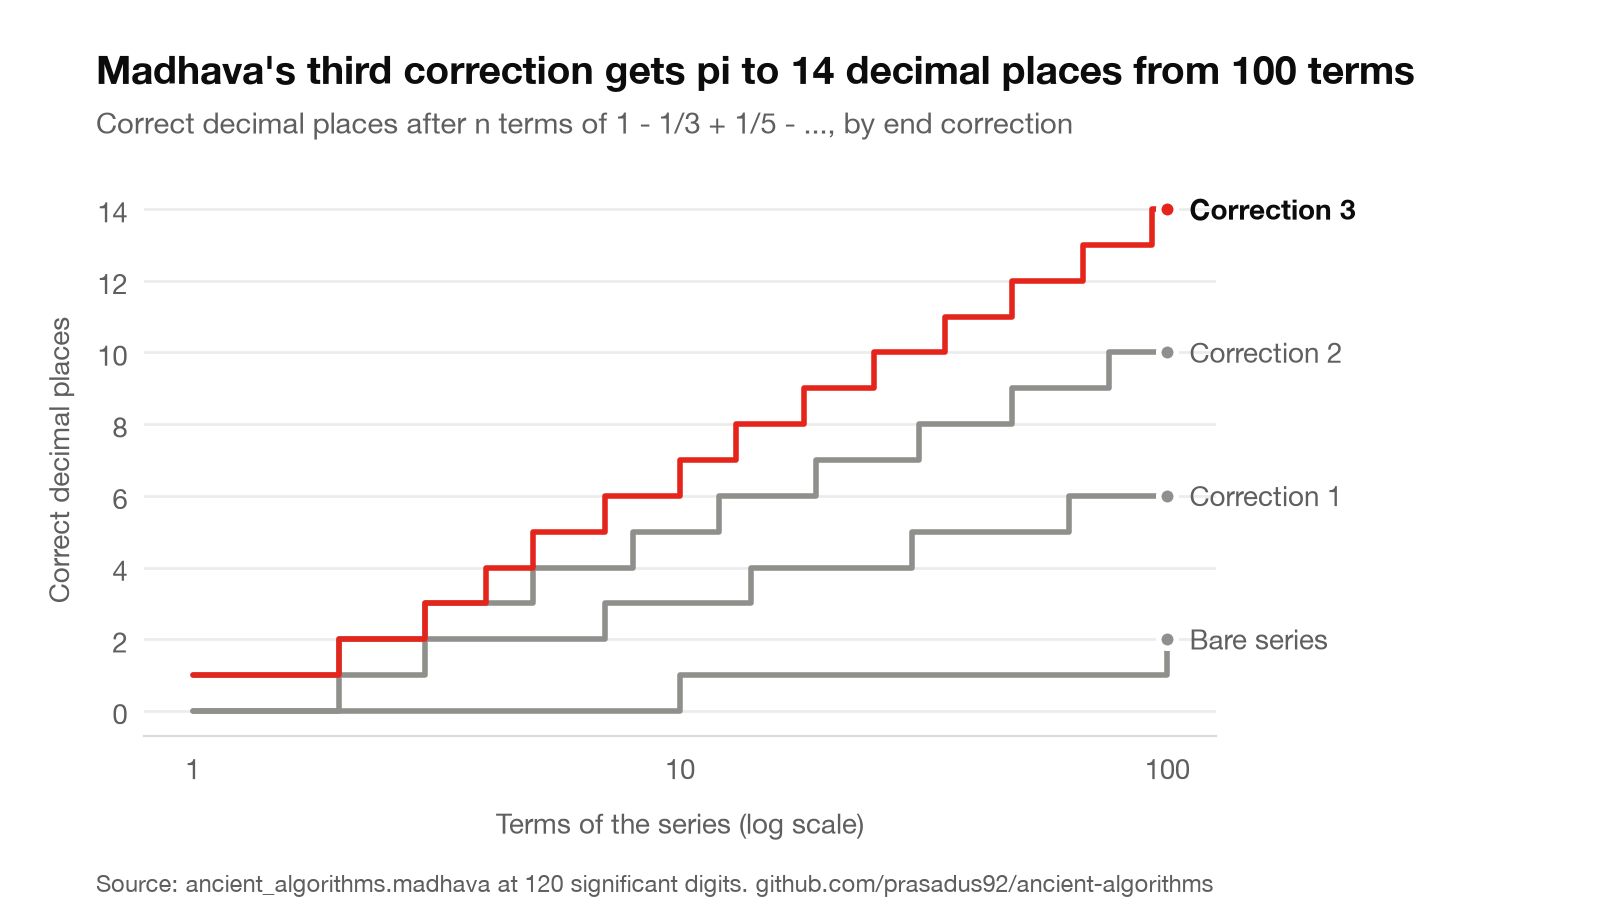 Madhava's third correction gets pi to 14 decimal places from 100 terms
Correct decimal places after n terms of 1 - 1/3 + 1/5 - ..., by end correction
Correct decimal places
14
12
10
8
6
4
2
0
Correction 3
Correction 2
Correction 1
Bare series
1
10
100
Terms of the series (log scale)
Source: ancient_algorithms.madhava at 120 significant digits. github.com/prasadus92/ancient-algorithms